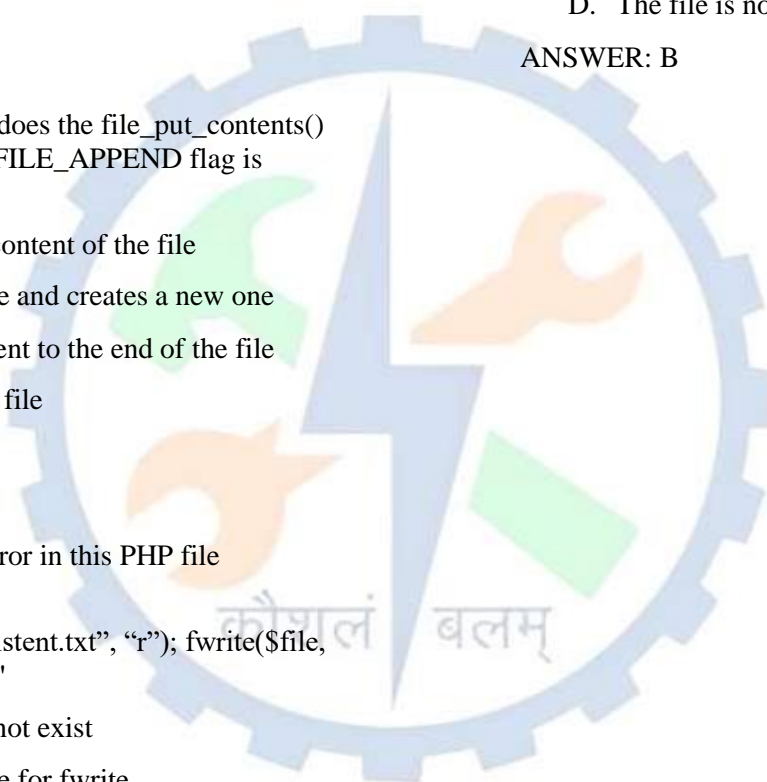 D. The file is no
ANSWER: B
does the file_put_contents()
FILE_APPEND flag is
content of the file
e and creates a new one
ent to the end of the file
file
ror in this PHP file
istent.txt”, “r”); fwrite($file,
"
not exist
e for fwrite
कौशलं बलम्